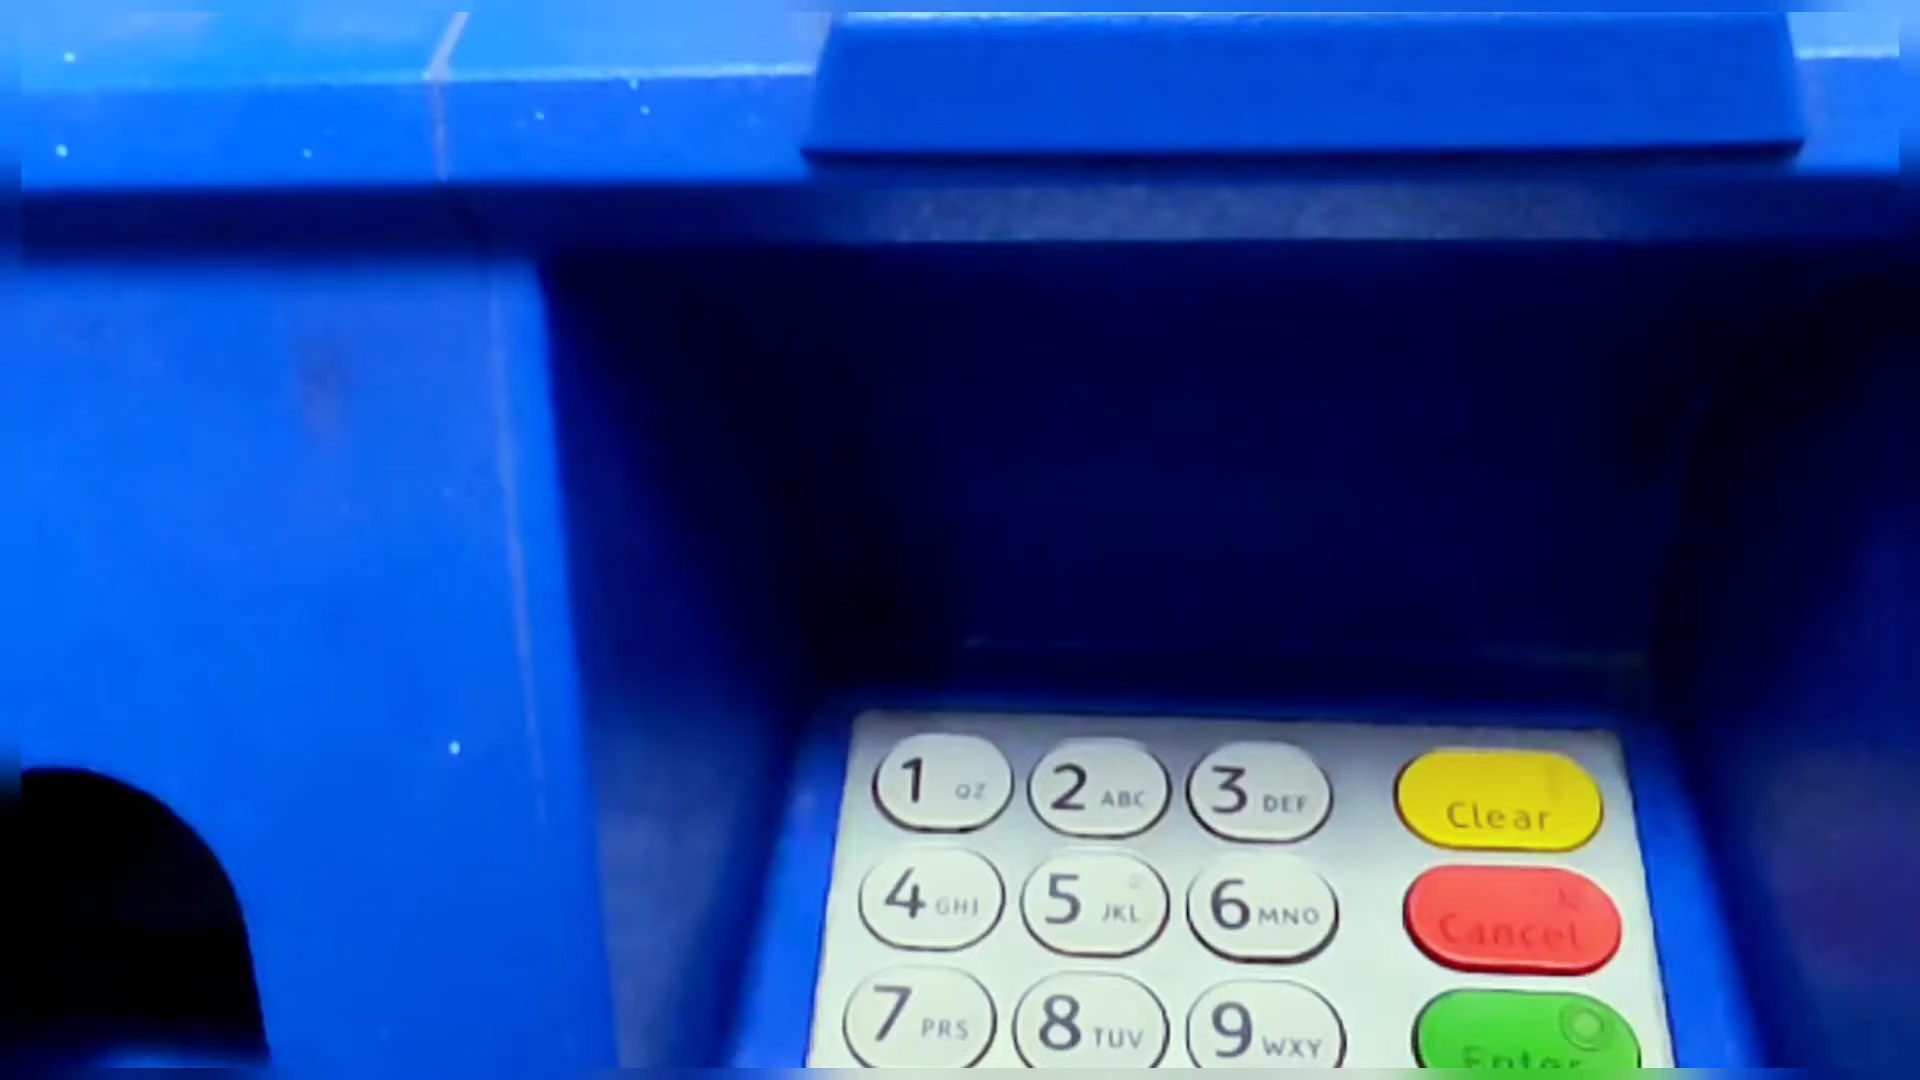 1 QZ 2 ABC 3 DEF Clear
4 GHI 5 JKL 6 MNO Cancel
7 PRS 8 TUV 9 WXY Enter